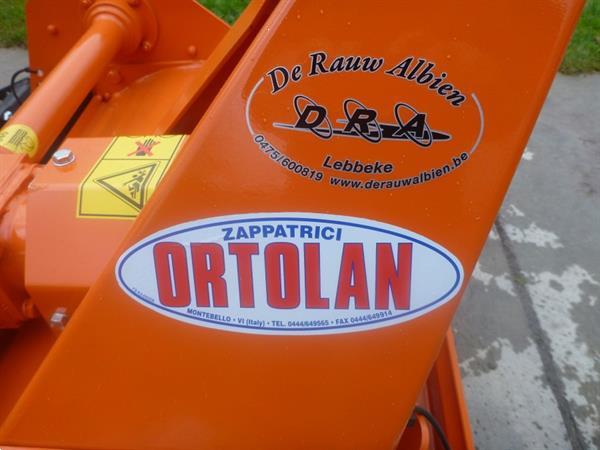 De Rauw Albien
DRA
Lebbeke
0475/600819
www.derauwalbien.be
ZAPPATRICI
ORTOLAN
MONTEBELLO • VI (Italy) • TEL. 0444/649565 • FAX 0444/649914